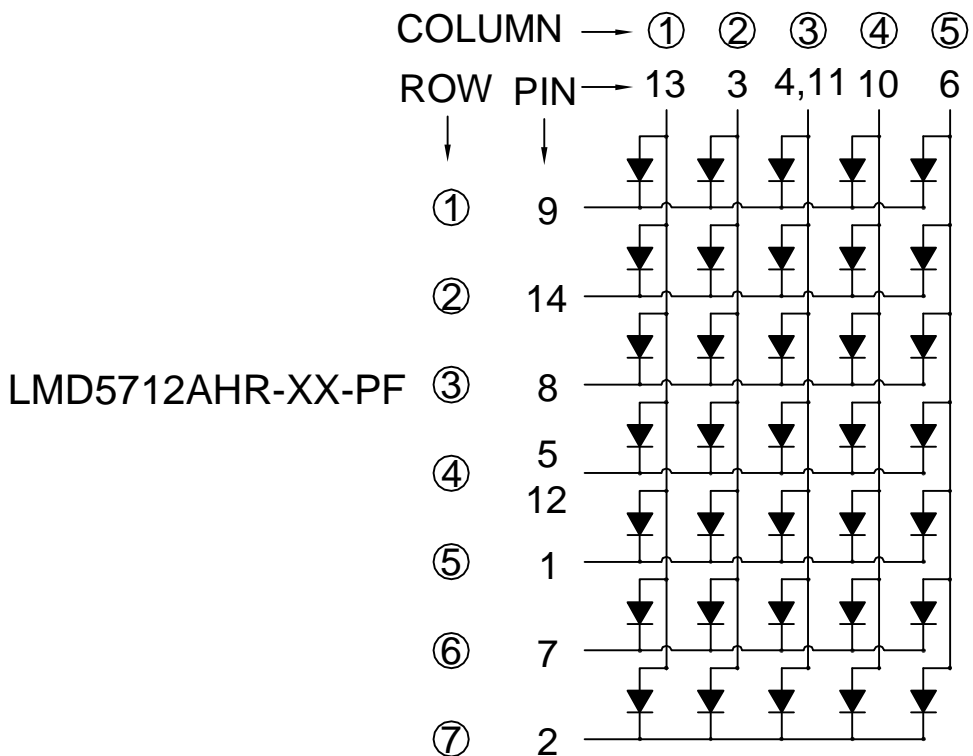 COLUMN ① ② ③ ④ ⑤
ROW PIN 13 3 4,11 10 6
① 9
② 14
LMD5712AHR-XX-PF ③ 8
④ 5
12
⑤ 1
⑥ 7
⑦ 2